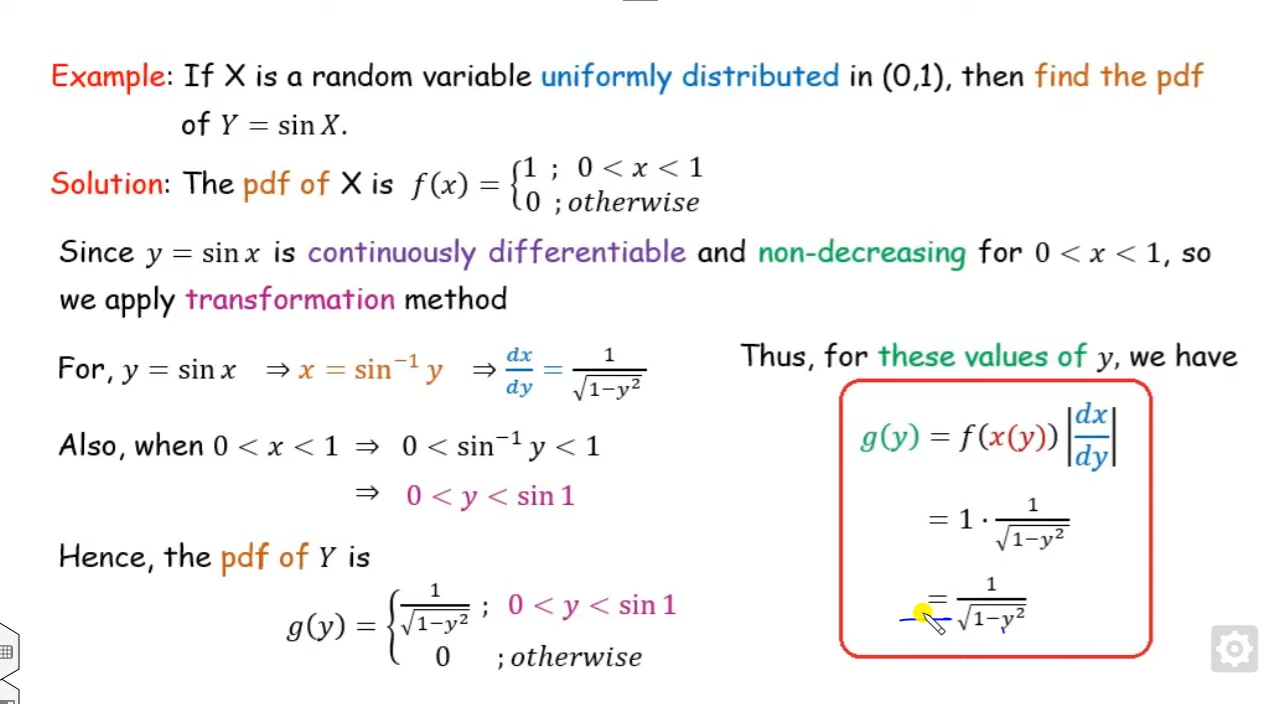 Example: If X is a random variable uniformly distributed in (0,1), then find the pdf
of Y = sin X.
Solution: The pdf of X is f(x) = {1 ; 0 < x < 1
0 ; otherwise
Since y = sin x is continuously differentiable and non-decreasing for 0 < x < 1, so
we apply transformation method
For, y = sin x ⇒ x = sin⁻¹ y ⇒ dx/dy = 1/√(1−y²)
Also, when 0 < x < 1 ⇒ 0 < sin⁻¹ y < 1
⇒ 0 < y < sin 1
Hence, the pdf of Y is
g(y) = {1/√(1−y²) ; 0 < y < sin 1
0 ; otherwise
Thus, for these values of y, we have
g(y) = f(x(y)) |dx/dy|
= 1 · 1/√(1−y²)
= 1/√(1−y²)